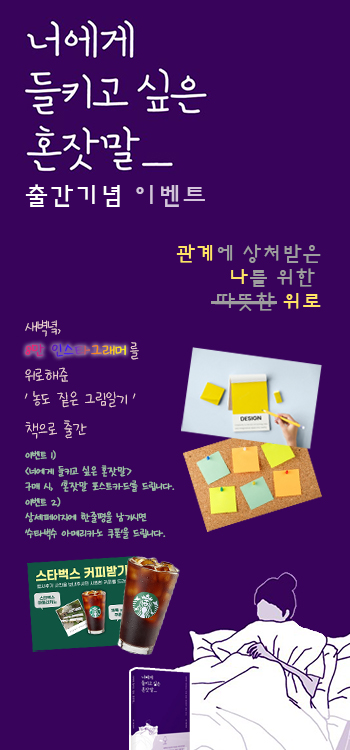 너에게
들키고 싶은
혼잣말_
출간기념 이벤트
관계에 상처받은
나를 위한
따뜻한 위로
새벽녘,
인스타그래머를
위로해준
'농도 짙은 그림일기'
책으로 출간
DESIGN
이벤트 1)
<너에게 들키고 싶은 혼잣말>
구매 시, 혼잣말 포스트카드를 드립니다.
이벤트 2)
상세페이지에 한줄평을 남기시면
스타벅스 아메리카노 쿠폰을 드립니다.
스타벅스 커피받기
너에게
들키고 싶은
혼잣말_